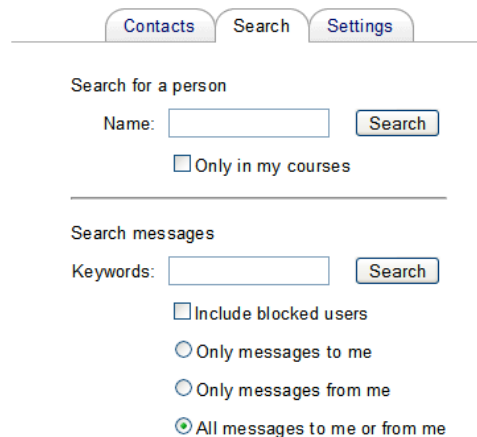 Contacts Search Settings
Search for a person
Name: Search
Only in my courses
Search messages
Keywords: Search
Include blocked users
Only messages to me
Only messages from me
All messages to me or from me